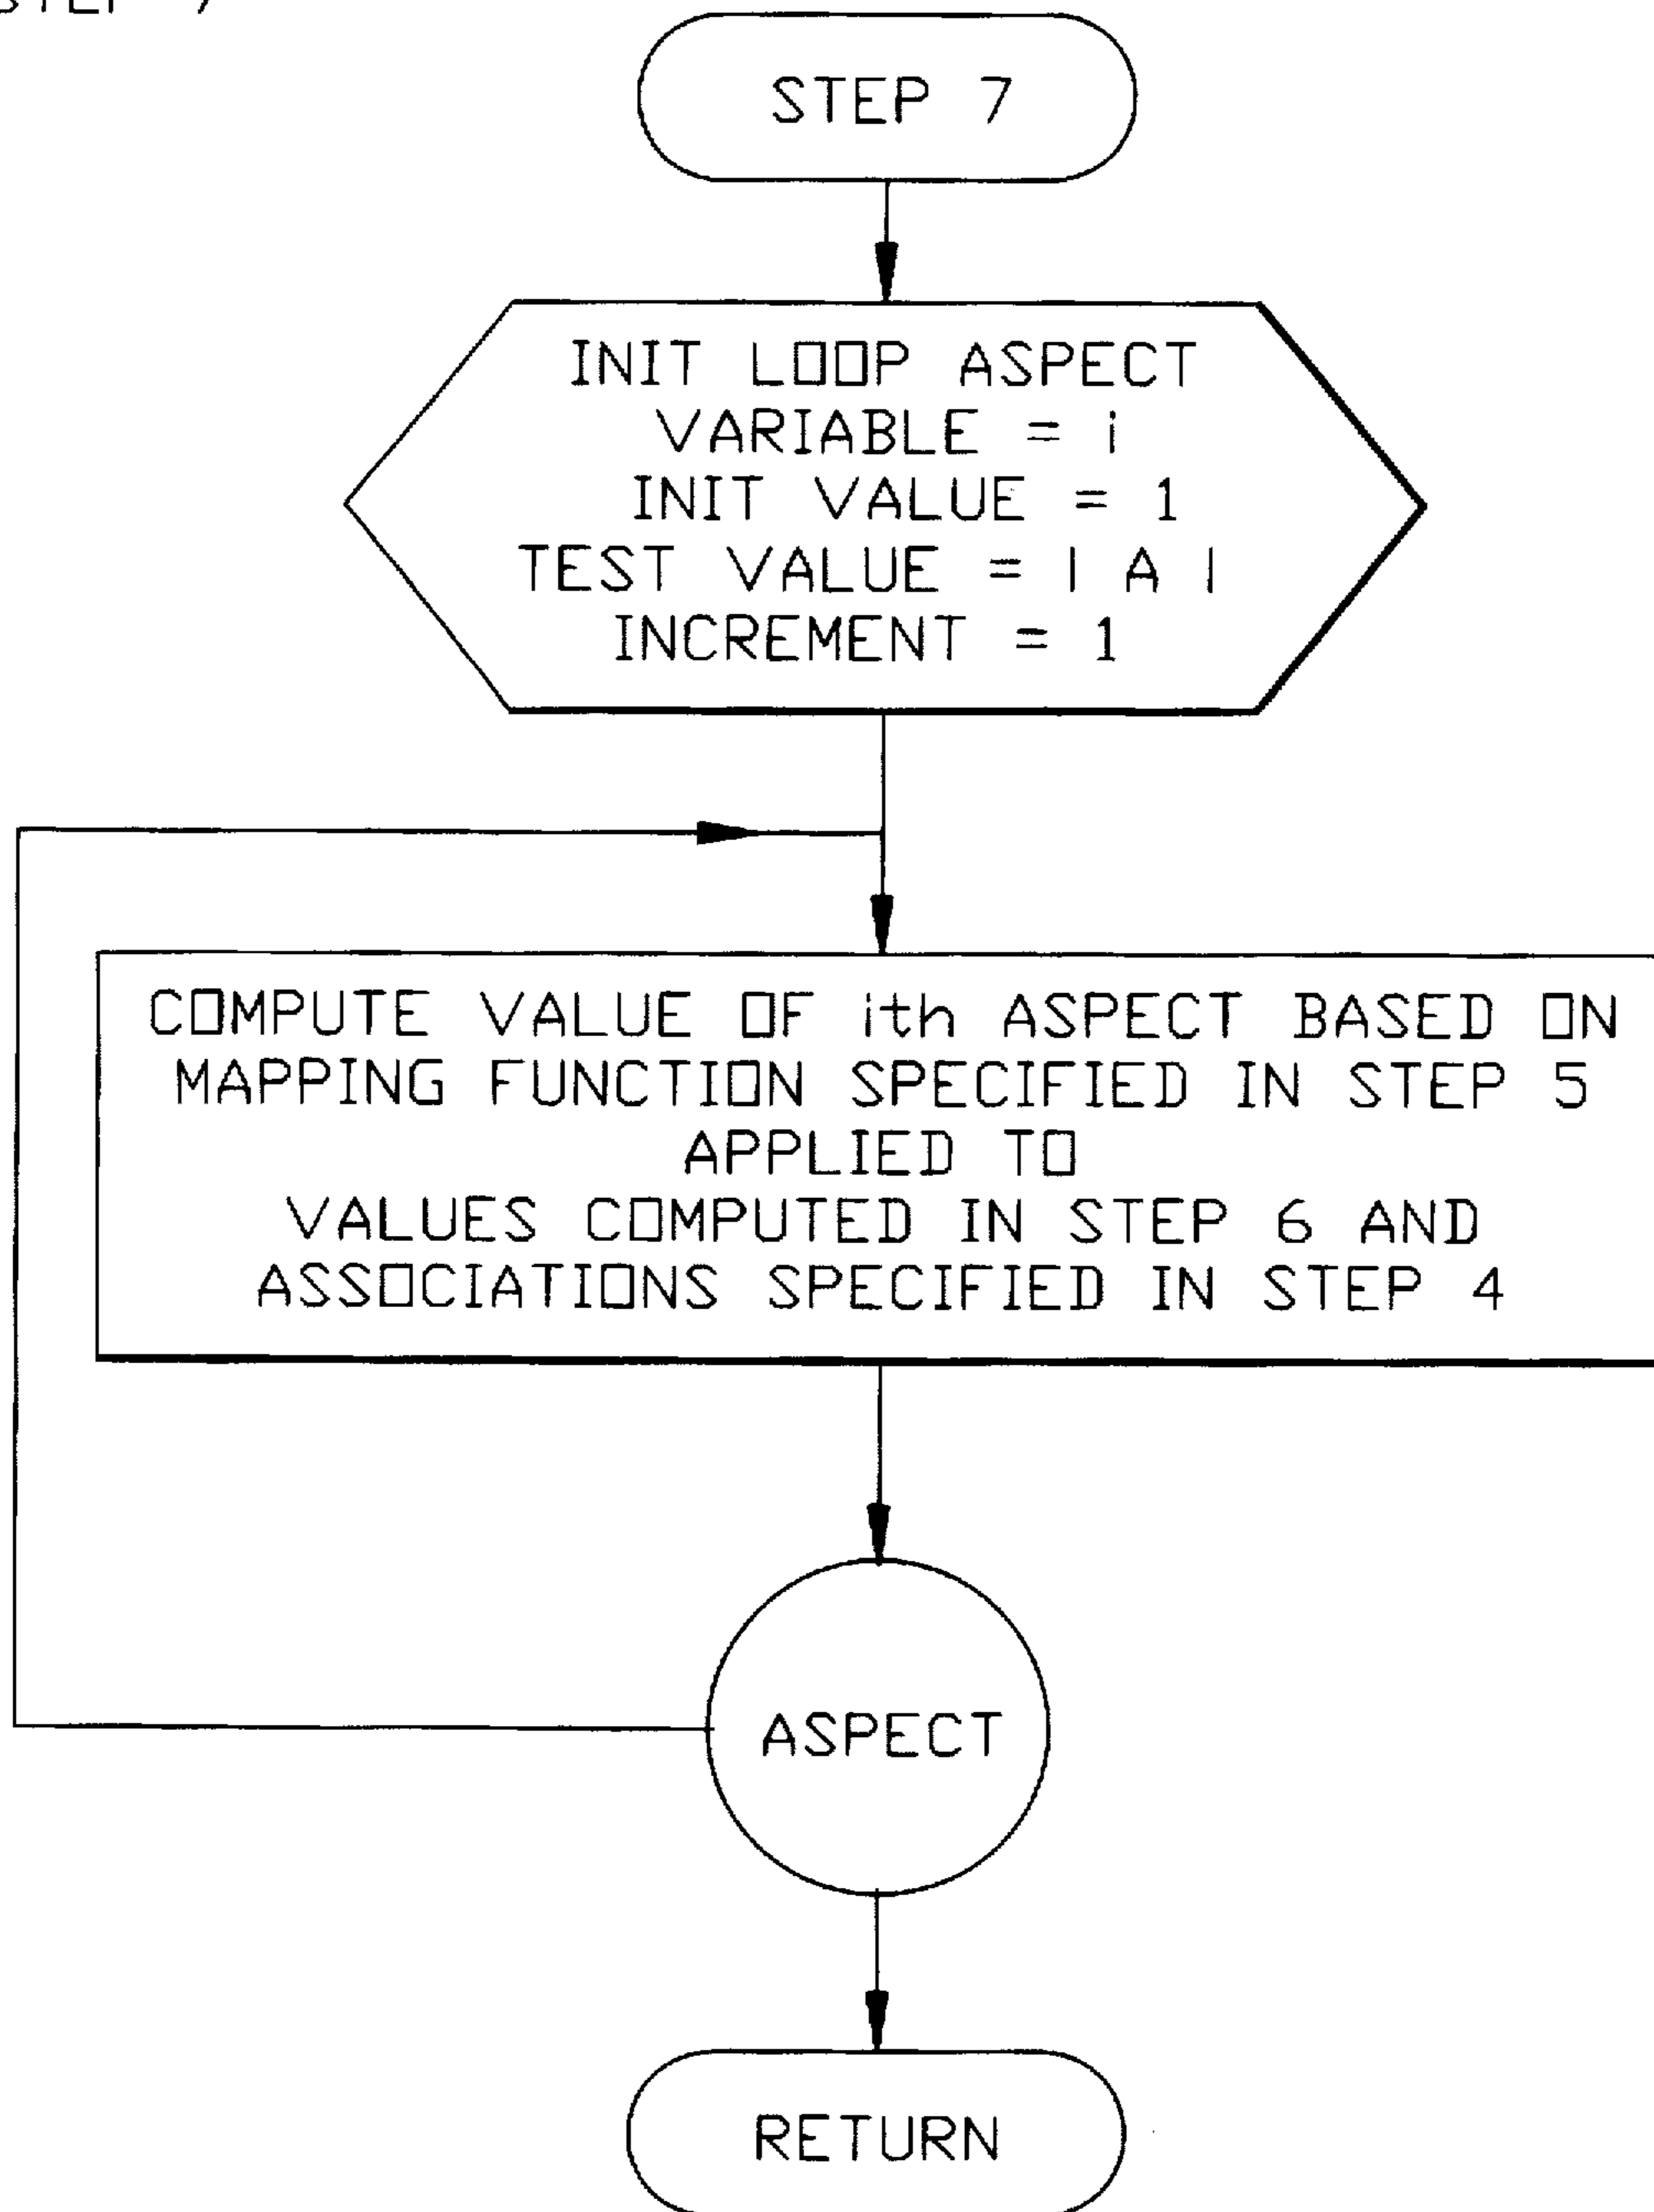 STEP 7
STEP 7
INIT LOOP ASPECT
VARIABLE = i
INIT VALUE = 1
TEST VALUE = | A |
INCREMENT = 1
COMPUTE VALUE OF ith ASPECT BASED ON
MAPPING FUNCTION SPECIFIED IN STEP 5
APPLIED TO
VALUES COMPUTED IN STEP 6 AND
ASSOCIATIONS SPECIFIED IN STEP 4
ASPECT
RETURN